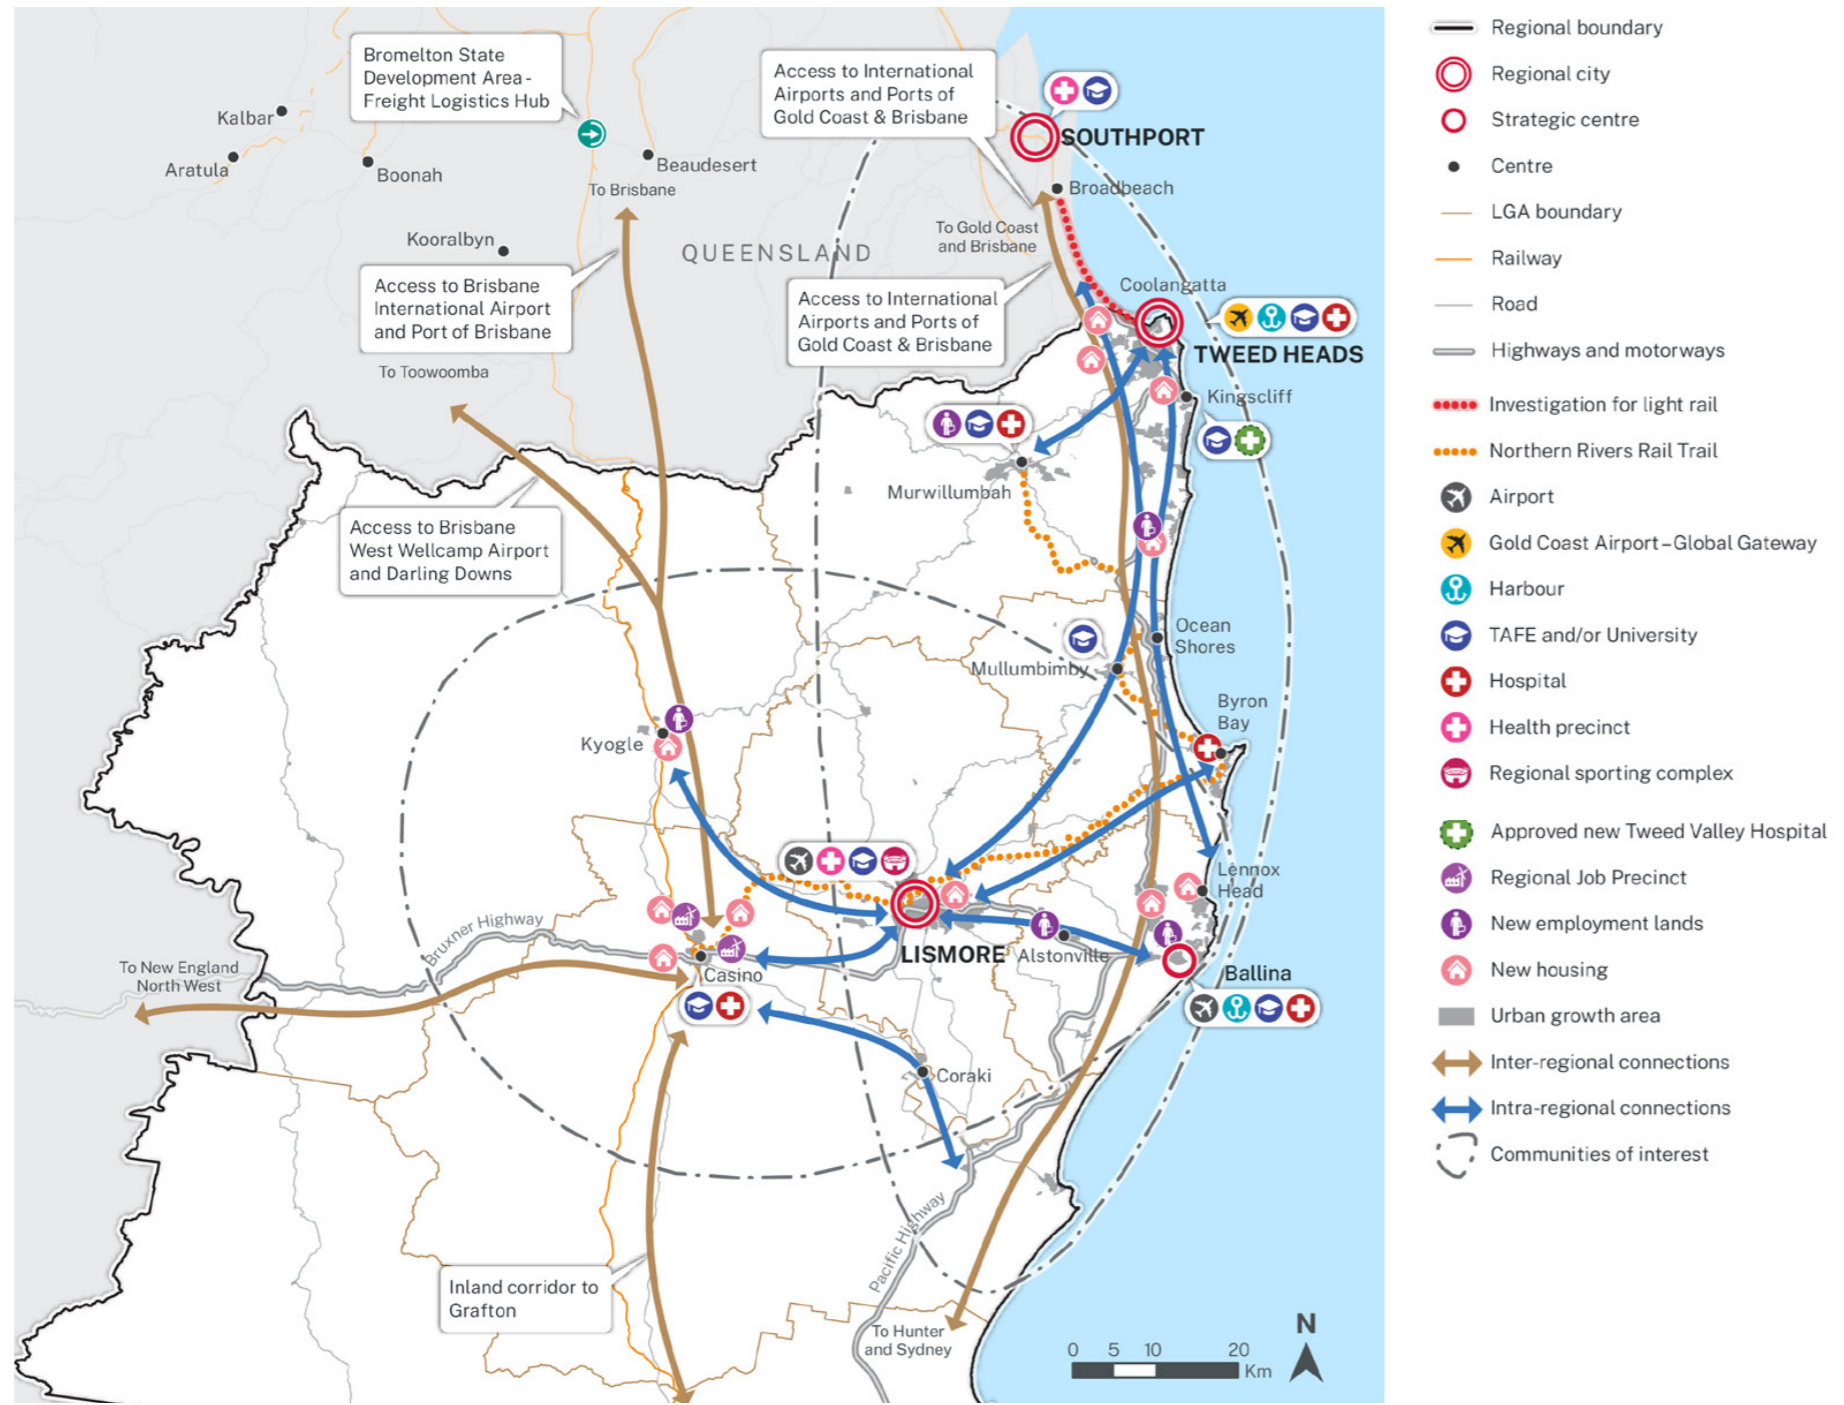 Bromelton State
Development Area -
Freight Logistics Hub
Access to International
Airports and Ports of
Gold Coast & Brisbane
Kalbar
Aratula
Boonah
Beaudesert
To Brisbane
SOUTHPORT
Broadbeach
Kooralbyn
QUEENSLAND
To Gold Coast
and Brisbane
Access to Brisbane
International Airport
and Port of Brisbane
Access to International
Airports and Ports of
Gold Coast & Brisbane
Coolangatta
TWEED HEADS
To Toowoomba
Kingscliff
Murwillumbah
Access to Brisbane
West Wellcamp Airport
and Darling Downs
Ocean
Shores
Mullumbimby
Byron
Bay
Kyogle
Lennox
Head
Bruxner Highway
LISMORE
Alstonville
To New England
North West
Casino
Ballina
Coraki
Pacific Highway
Inland corridor to
Grafton
To Hunter
and Sydney
N
0 5 10 20
Km
Regional boundary
Regional city
Strategic centre
Centre
LGA boundary
Railway
Road
Highways and motorways
Investigation for light rail
Northern Rivers Rail Trail
Airport
Gold Coast Airport – Global Gateway
Harbour
TAFE and/or University
Hospital
Health precinct
Regional sporting complex
Approved new Tweed Valley Hospital
Regional Job Precinct
New employment lands
New housing
Urban growth area
Inter-regional connections
Intra-regional connections
Communities of interest